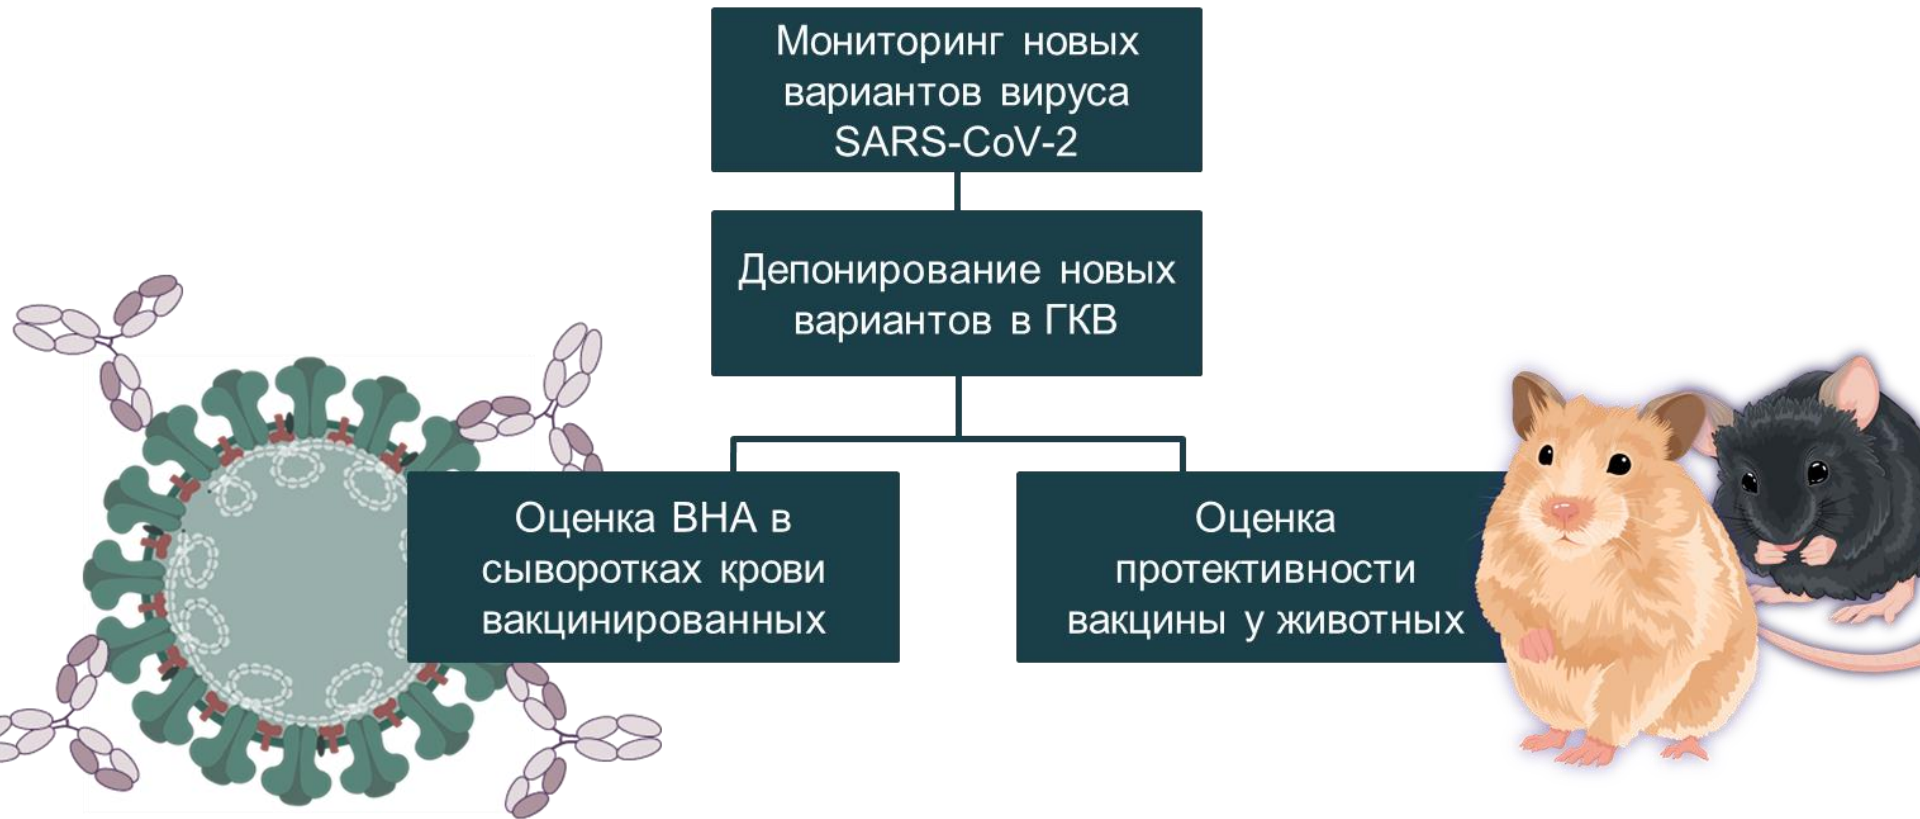 Мониторинг новых
вариантов вируса
SARS-CoV-2
Депонирование новых
вариантов в ГКВ
Оценка ВНА в
сыворотках крови
вакцинированных
Оценка
протективности
вакцины у животных